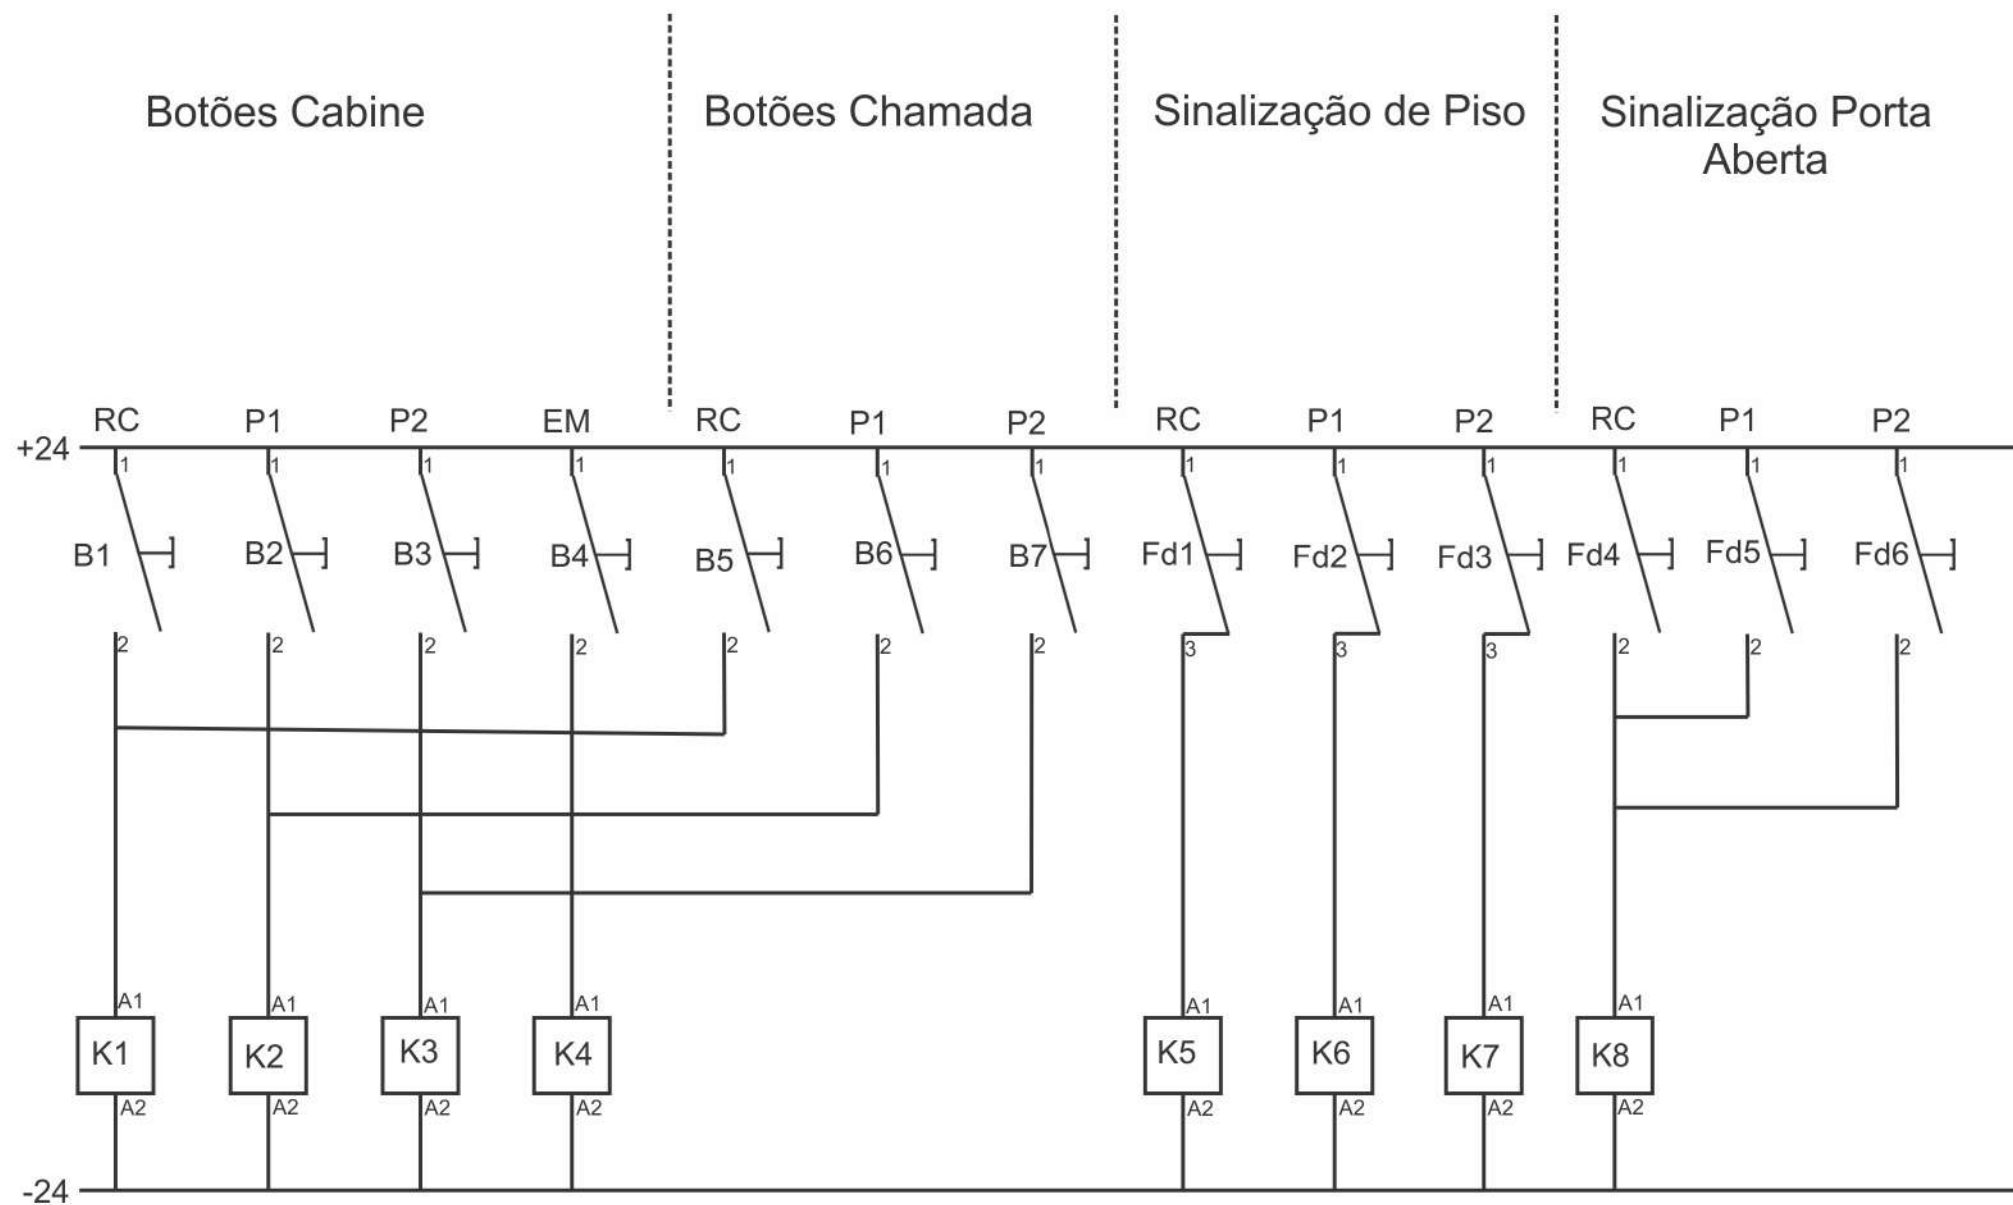 Botões Cabine
Botões Chamada
Sinalização de Piso
Sinalização Porta
Aberta
RC P1 P2 EM RC P1 P2 RC P1 P2 RC P1 P2
+24
1 1 1 1 1 1 1 1 1 1 1 1 1
B1 B2 B3 B4 B5 B6 B7 Fd1 Fd2 Fd3 Fd4 Fd5 Fd6
2 2 2 2 2 2 2 3 3 3 2 2 2
A1 A1 A1 A1 A1 A1 A1 A1
K1 K2 K3 K4 K5 K6 K7 K8
A2 A2 A2 A2 A2 A2 A2 A2
-24